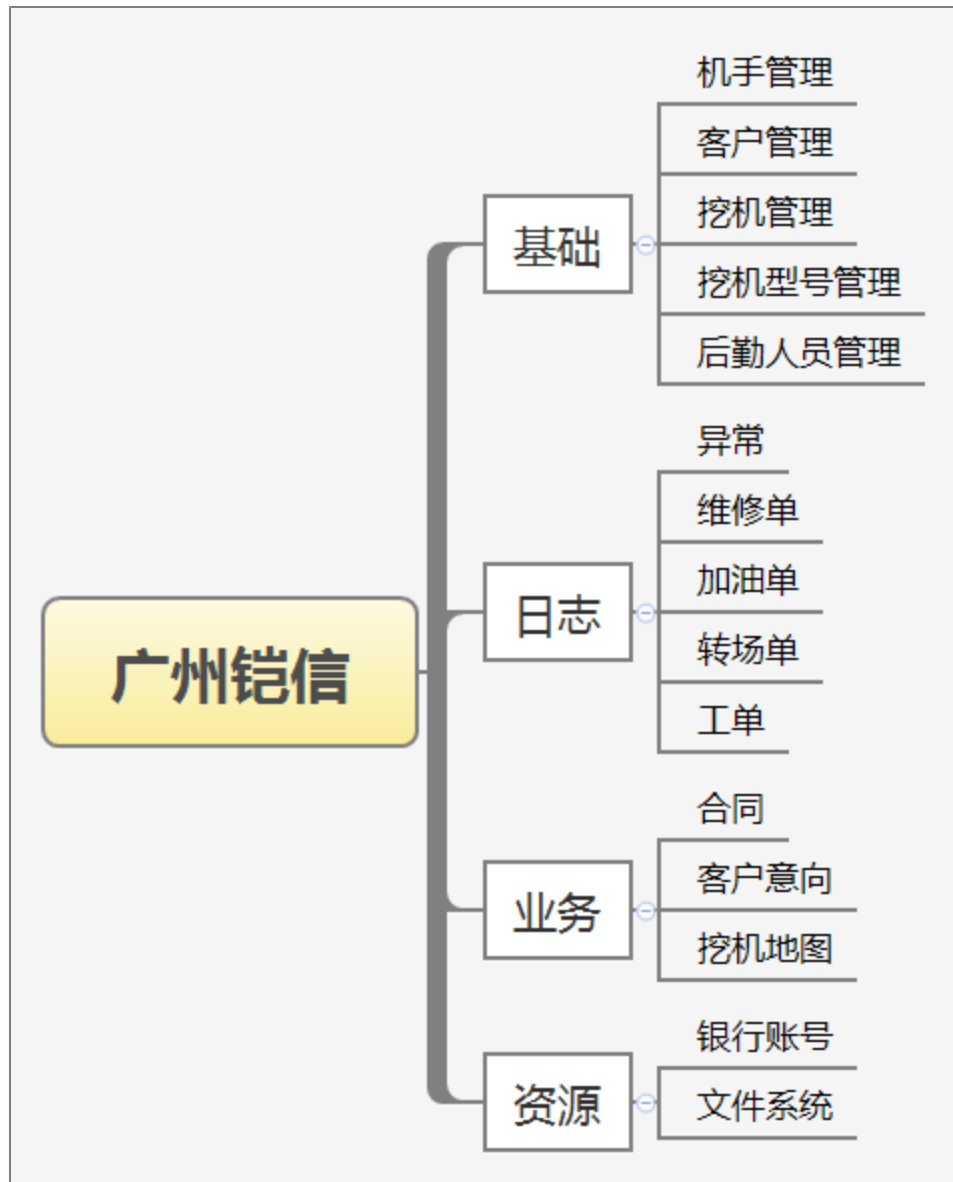 广州铠信
基础
机手管理
客户管理
挖机管理
挖机型号管理
后勤人员管理
日志
异常
维修单
加油单
转场单
工单
业务
合同
客户意向
挖机地图
资源
银行账号
文件系统